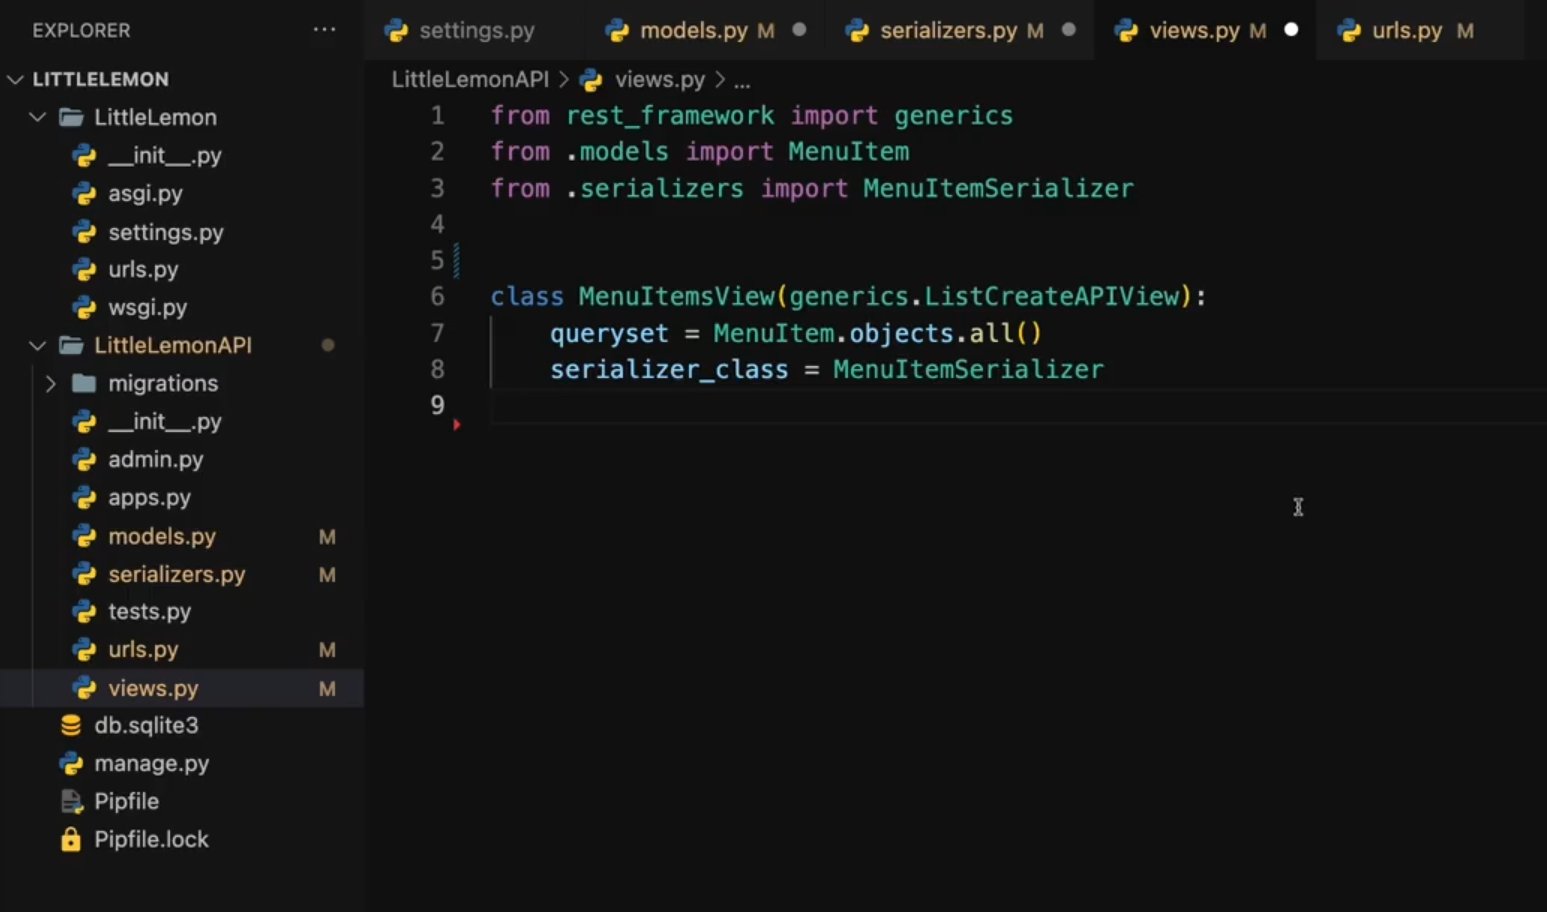 EXPLORER ...
LITTLELEMON
LittleLemon
__init__.py
asgi.py
settings.py
urls.py
wsgi.py
LittleLemonAPI
migrations
__init__.py
admin.py
apps.py
models.py M
serializers.py M
tests.py
urls.py M
views.py M
db.sqlite3
manage.py
Pipfile
Pipfile.lock
settings.py models.py M serializers.py M views.py M urls.py M
LittleLemonAPI > views.py > ...
1 from rest_framework import generics
2 from .models import MenuItem
3 from .serializers import MenuItemSerializer
4
5
6 class MenuItemsView(generics.ListCreateAPIView):
7     queryset = MenuItem.objects.all()
8     serializer_class = MenuItemSerializer
9